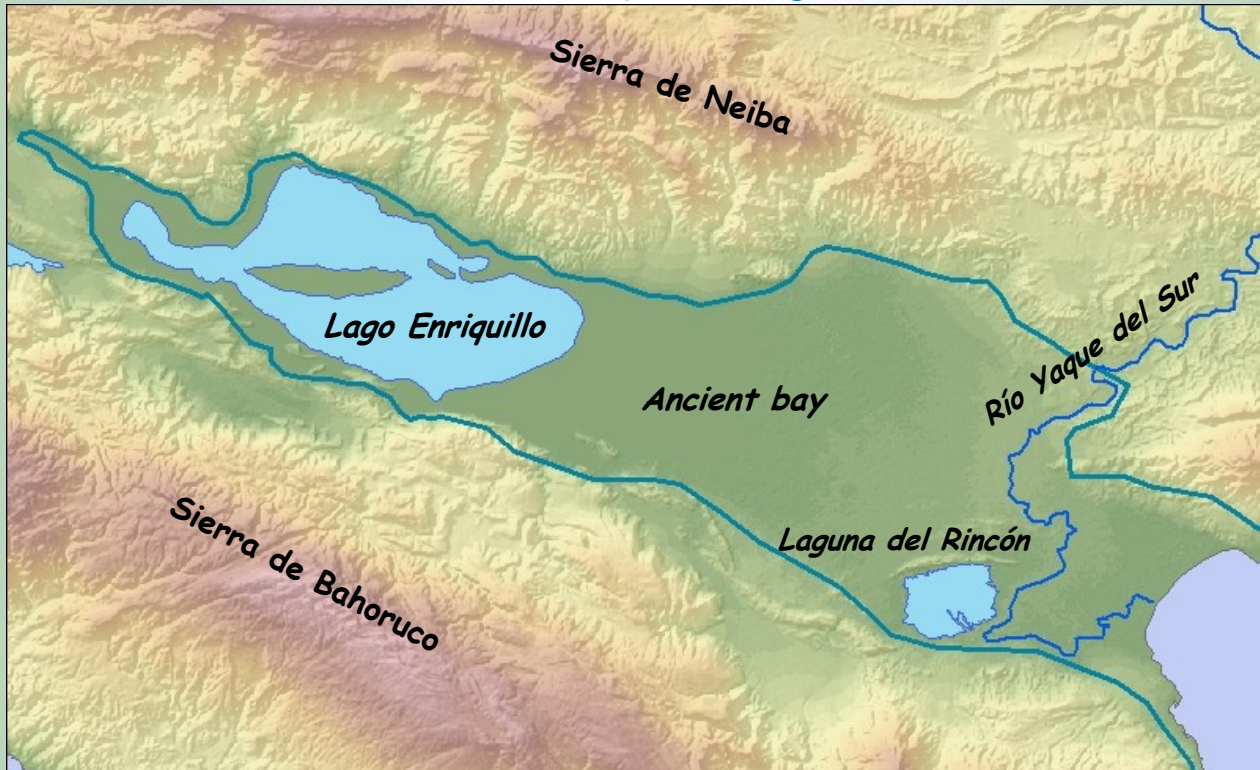 Sierra de Neiba
Río Yaque del Sur
Lago Enriquillo
Ancient bay
Laguna del Rincón
Sierra de Bahoruco